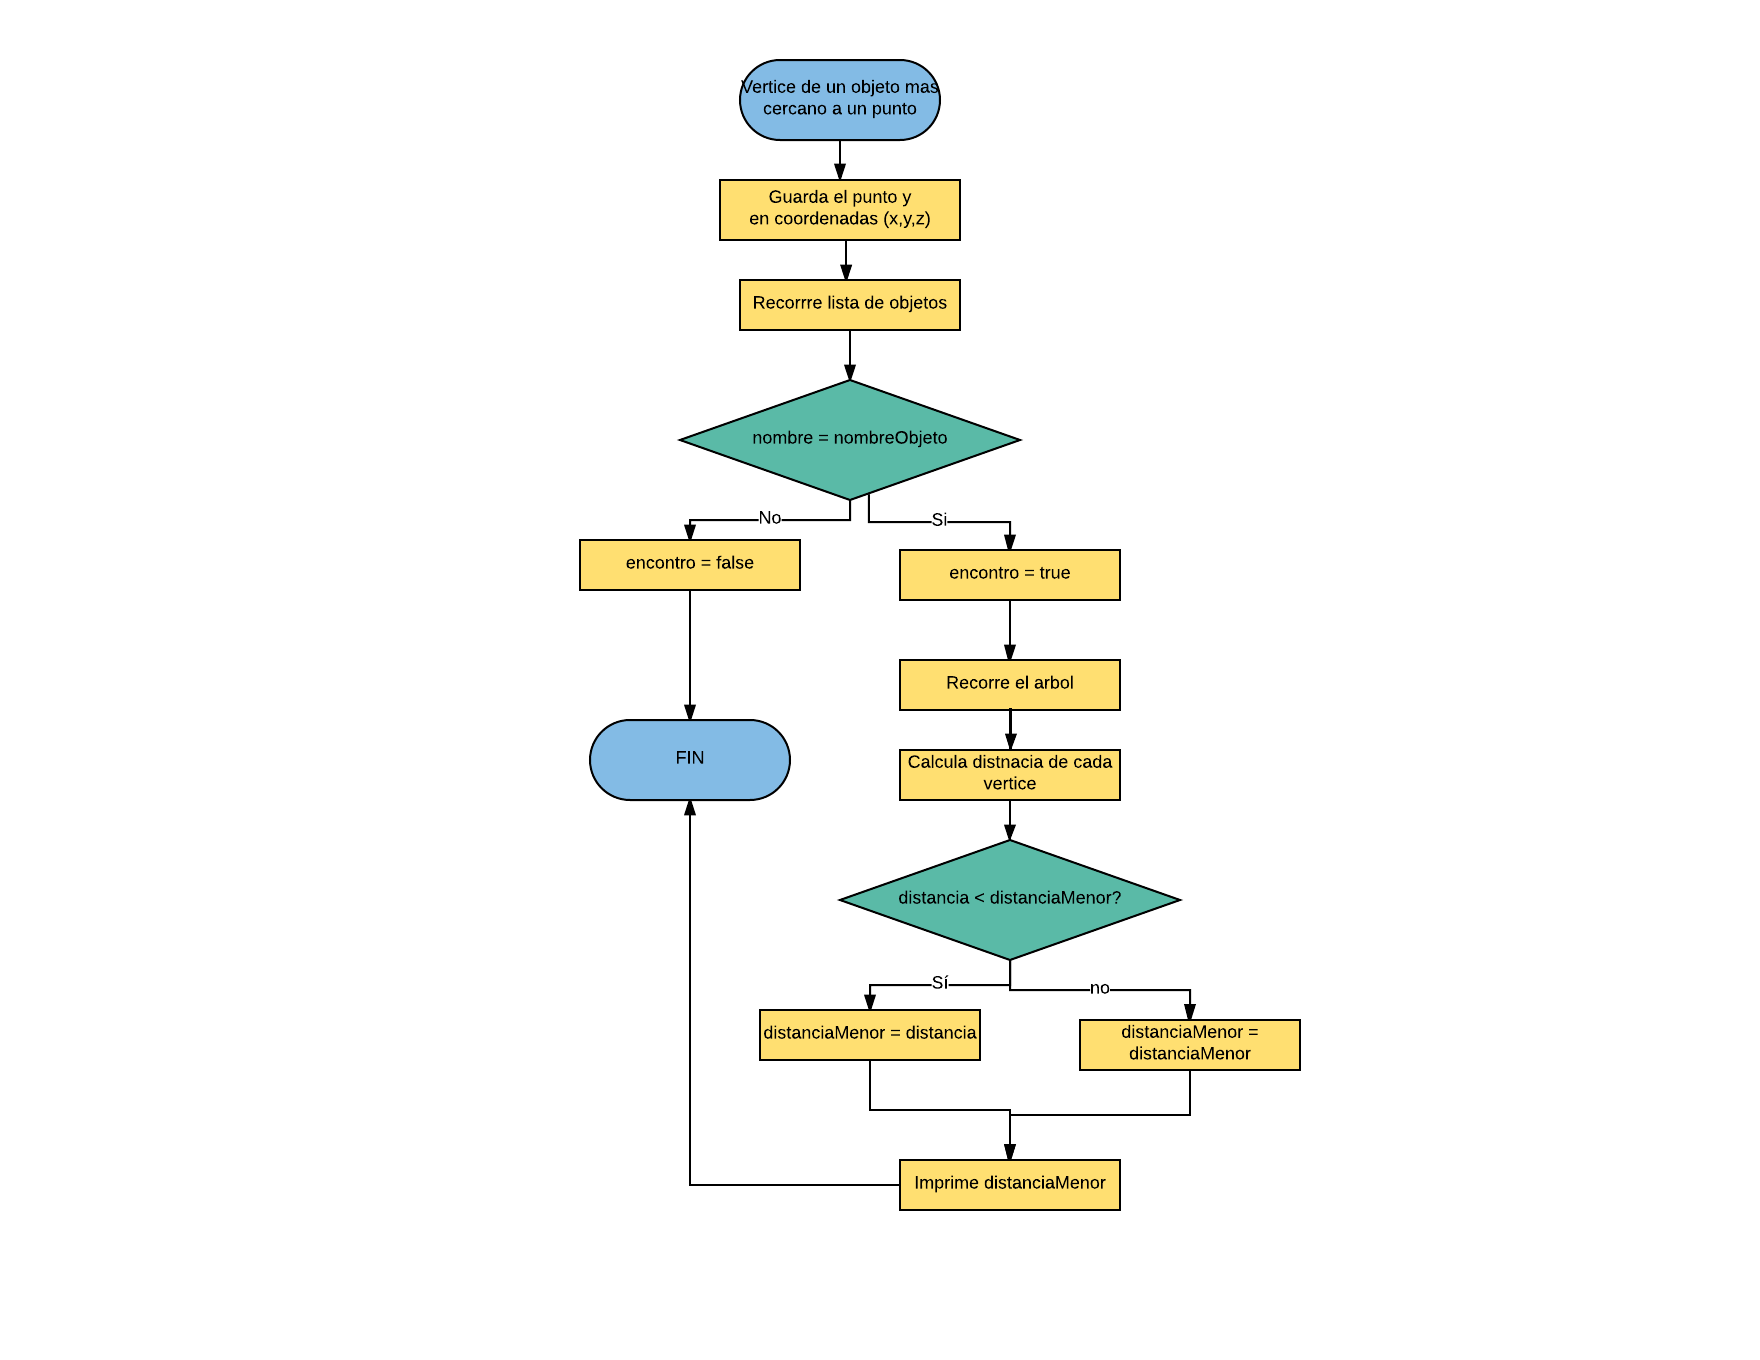 Vertice de un objeto mas
cercano a un punto
Guarda el punto y
en coordenadas (x,y,z)
Recorrre lista de objetos
nombre = nombreObjeto
No
Si
encontro = false
encontro = true
Recorre el arbol
FIN
Calcula distnacia de cada
vertice
distancia < distanciaMenor?
Sí
no
distanciaMenor = distancia
distanciaMenor =
distanciaMenor
Imprime distanciaMenor